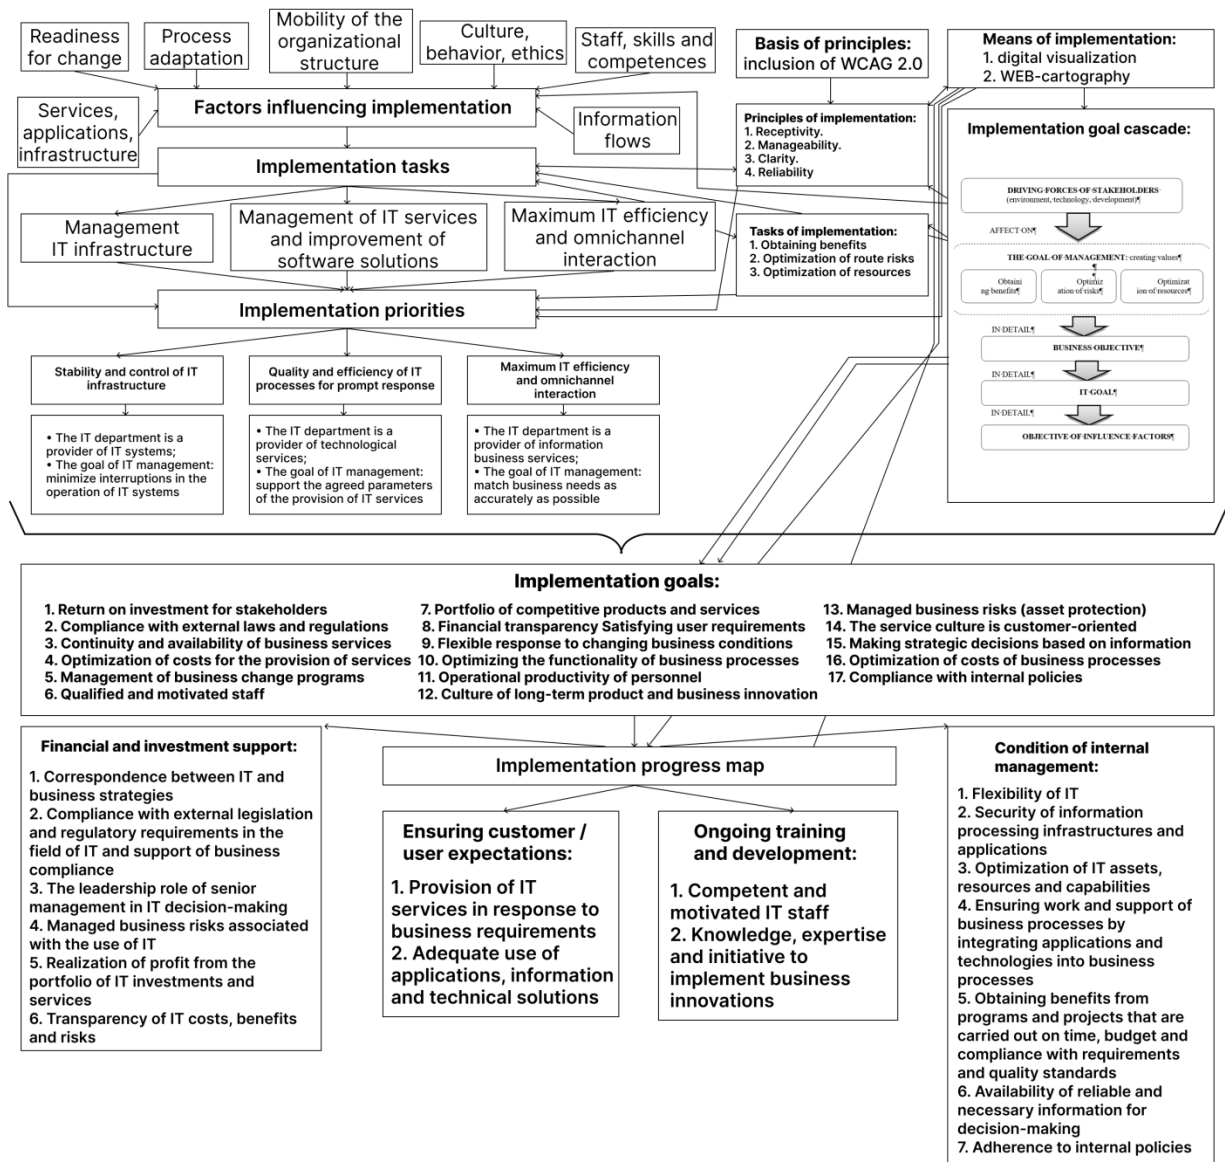 Readiness
for change
Process
adaptation
Mobility of the
organizational
structure
Culture,
behavior, ethics
Staff, skills and
competences
Basis of principles:
inclusion of WCAG 2.0
Means of implementation:
1. digital visualization
2. WEB-cartography
Services,
applications,
infrastructure
Factors influencing implementation
Information
flows
Principles of implementation:
1. Receptivity.
2. Manageability.
3. Clarity.
4. Reliability
Implementation goal cascade:
Implementation tasks
Management
IT infrastructure
Management of IT services
and improvement of
software solutions
Maximum IT efficiency
and omnichannel
interaction
Tasks of implementation:
1. Obtaining benefits
2. Optimization of route risks
3. Optimization of resources
DRIVING·FORCES·OF·STAKEHOLDERS·
(environment, technology, development)¶
AFFECT·ON¶
THE·GOAL·OF·MANAGEMENT:·creating·values¶
¶
Obtaini
ng·benefits¶
Optimiz
ation·of·risks¶
Optimizat
ion·of·resources¶
IN·DETAIL¶
BUSINESS·OBJECTIVE¶
IN·DETAIL¶
IT·GOAL¶
IN·DETAIL¶
OBJECTIVE·OF·INFLUENCE·FACTORS¶
Implementation priorities
Stability and control of IT
infrastructure
Quality and efficiency of IT
processes for prompt response
Maximum IT efficiency
and omnichannel
interaction
• The IT department is a
provider of IT systems;
• The goal of IT management:
minimize interruptions in the
operation of IT systems
• The IT department is a
provider of technological
services;
• The goal of IT management:
support the agreed parameters
of the provision of IT services
• The IT department is a
provider of information
business services;
• The goal of IT management:
match business needs as
accurately as possible
Implementation goals:
1. Return on investment for stakeholders
2. Compliance with external laws and regulations
3. Continuity and availability of business services
4. Optimization of costs for the provision of services
5. Management of business change programs
6. Qualified and motivated staff
7. Portfolio of competitive products and services
8. Financial transparency Satisfying user requirements
9. Flexible response to changing business conditions
10. Optimizing the functionality of business processes
11. Operational productivity of personnel
12. Culture of long-term product and business innovation
13. Managed business risks (asset protection)
14. The service culture is customer-oriented
15. Making strategic decisions based on information
16. Optimization of costs of business processes
17. Compliance with internal policies
Financial and investment support:
1. Correspondence between IT and
business strategies
2. Compliance with external legislation
and regulatory requirements in the
field of IT and support of business
compliance
3. The leadership role of senior
management in IT decision-making
4. Managed business risks associated
with the use of IT
5. Realization of profit from the
portfolio of IT investments and
services
6. Transparency of IT costs, benefits
and risks
Implementation progress map
Ensuring customer /
user expectations:
1. Provision of IT
services in response to
business requirements
2. Adequate use of
applications, information
and technical solutions
Ongoing training
and development:
1. Competent and
motivated IT staff
2. Knowledge, expertise
and initiative to
implement business
innovations
Condition of internal
management:
1. Flexibility of IT
2. Security of information
processing infrastructures and
applications
3. Optimization of IT assets,
resources and capabilities
4. Ensuring work and support of
business processes by
integrating applications and
technologies into business
processes
5. Obtaining benefits from
programs and projects that are
carried out on time, budget and
compliance with requirements
and quality standards
6. Availability of reliable and
necessary information for
decision-making
7. Adherence to internal policies